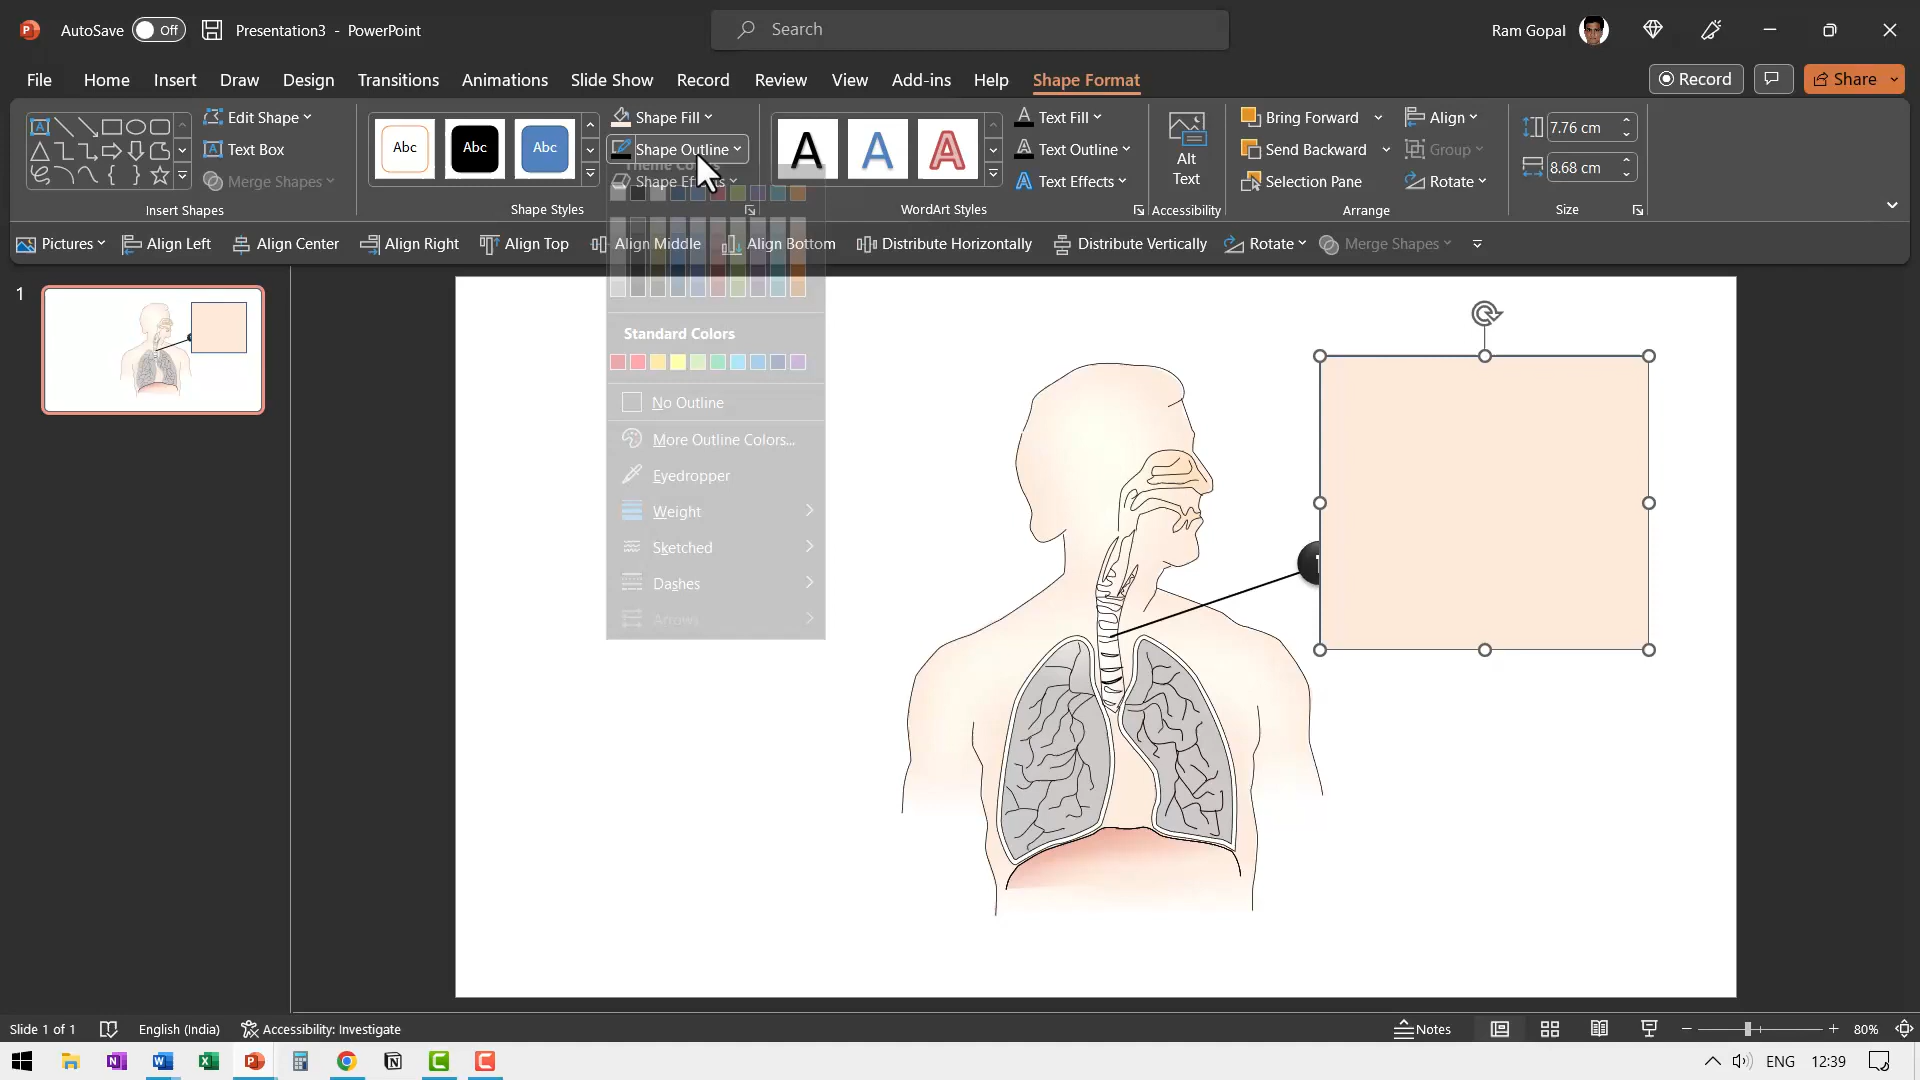 AutoSave Off Presentation3 - PowerPoint Search Ram Gopal
File Home Insert Draw Design Transitions Animations Slide Show Record Review View Add-ins Help Shape Format Record Share
Edit Shape Abc Abc Abc Shape Fill A A A Text Fill Alt Text Bring Forward Align 7.76 cm
Text Box Shape Outline Text Outline Send Backward Group
Merge Shapes Shape Effects Text Effects Selection Pane Rotate 8.68 cm
Insert Shapes Shape Styles WordArt Styles Accessibility Arrange Size
Pictures Align Left Align Center Align Right Align Top Align Middle Align Bottom Distribute Horizontally Distribute Vertically Rotate Merge Shapes
Theme Colors
1
Standard Colors
No Outline
More Outline Colors...
Eyedropper
Weight
Sketched
Dashes
Arrows
Slide 1 of 1 English (India) Accessibility: Investigate Notes 80%
ENG 12:39